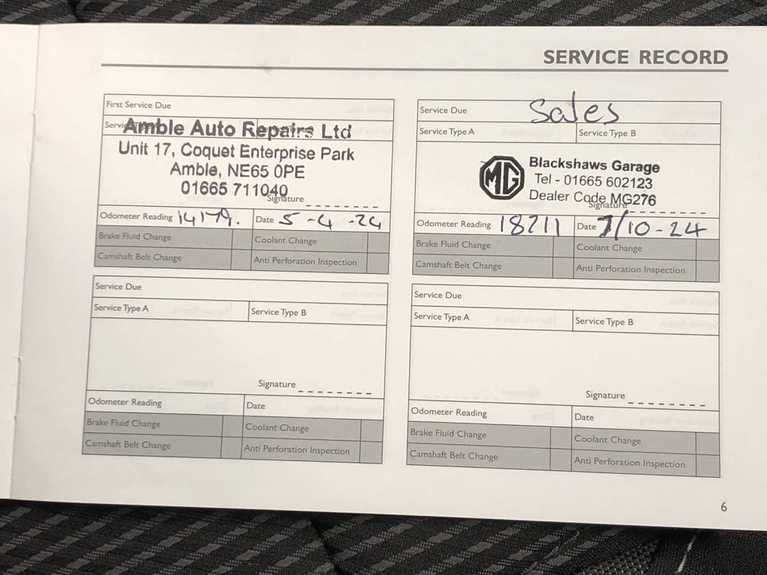 SERVICE RECORD
First Service Due
Amble Auto Repairs Ltd
Unit 17, Coquet Enterprise Park
Amble, NE65 0PE
01665 711040
Signature
Odometer Reading 14179. Date 5-4-24
Brake Fluid Change Coolant Change
Camshaft Belt Change Anti Perforation Inspection
Service Due Sales
Service Type A Service Type B
MG Blackshaws Garage
Tel - 01665 602123
Dealer Code MG276
Signature
Odometer Reading 18211 Date 7/10-24
Brake Fluid Change Coolant Change
Camshaft Belt Change Anti Perforation Inspection
Service Due
Service Type A Service Type B
Signature
Odometer Reading Date
Brake Fluid Change Coolant Change
Camshaft Belt Change Anti Perforation Inspection
Service Due
Service Type A Service Type B
Signature
Odometer Reading Date
Brake Fluid Change Coolant Change
Camshaft Belt Change Anti Perforation Inspection
6